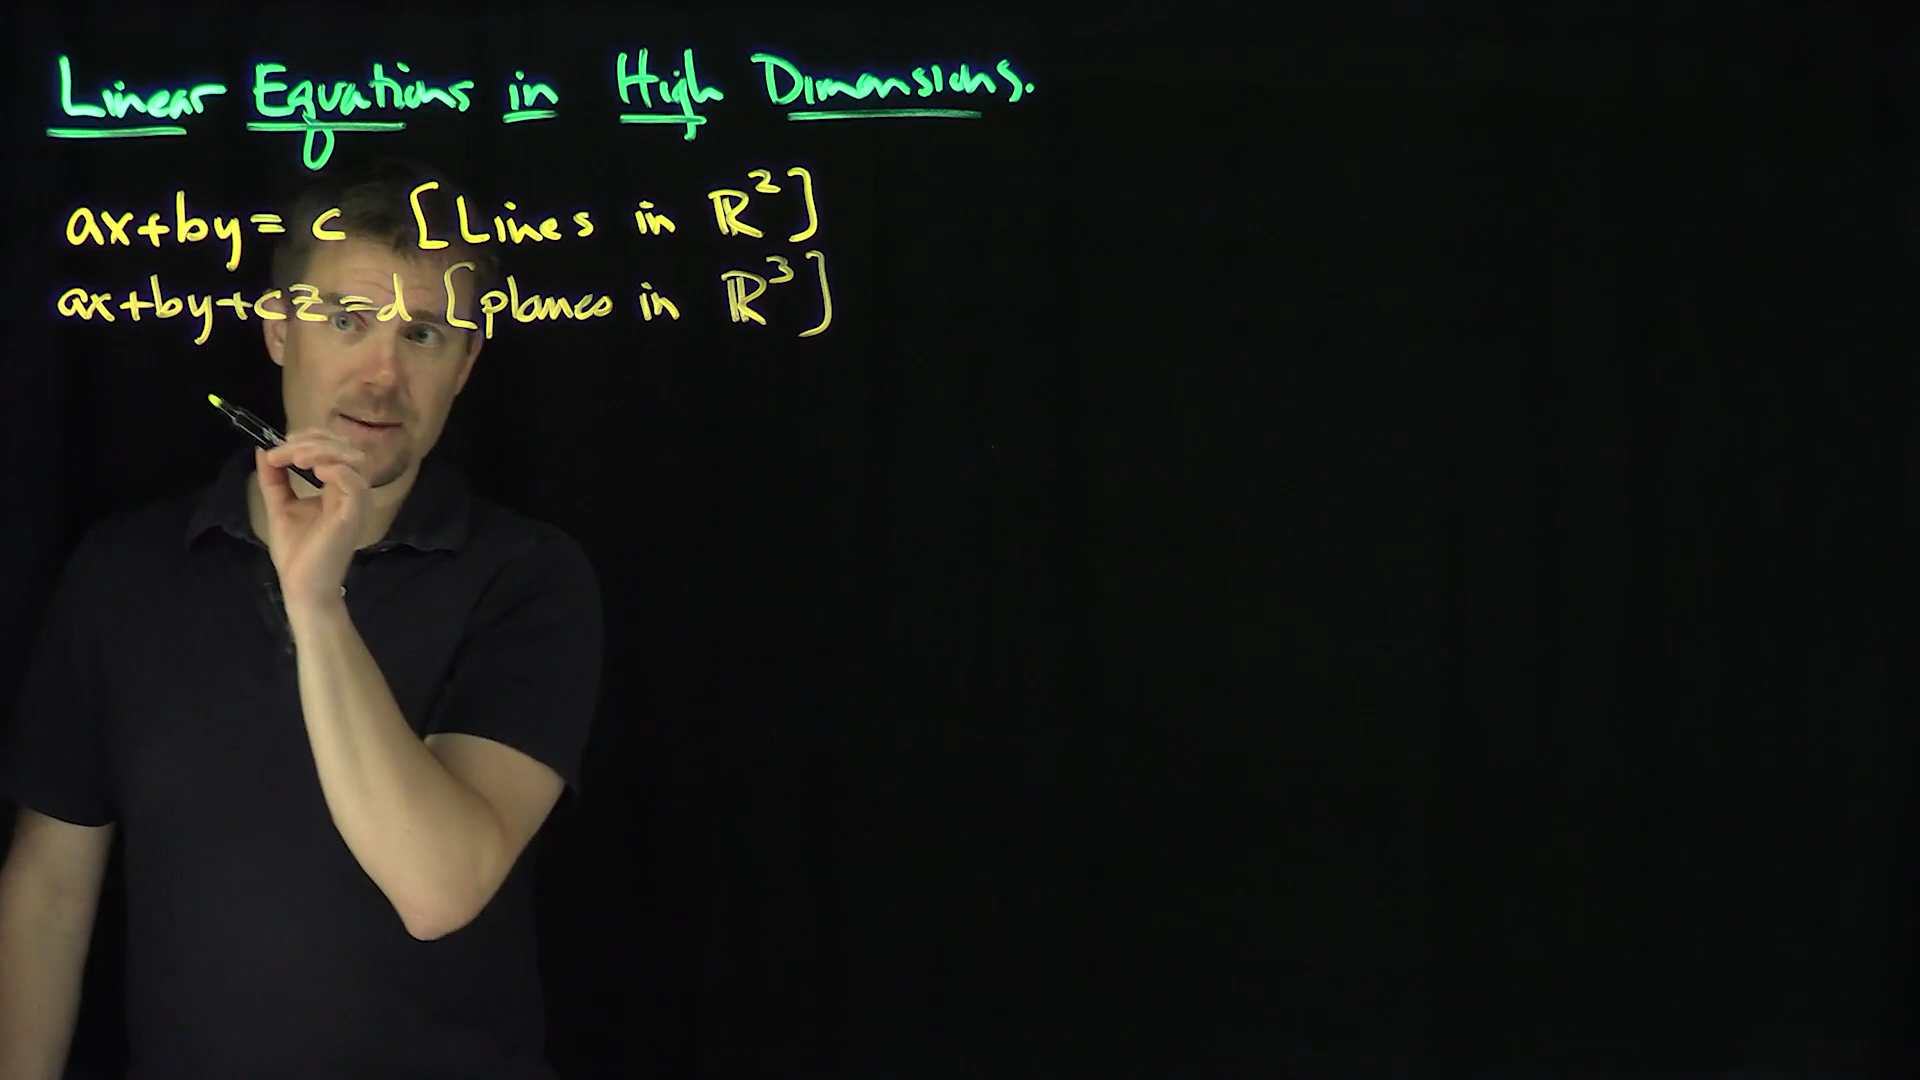 Linear Equations in High Dimensions.
ax+by= c [Lines in ℝ²]
ax+by+cz=d [planes in ℝ³]